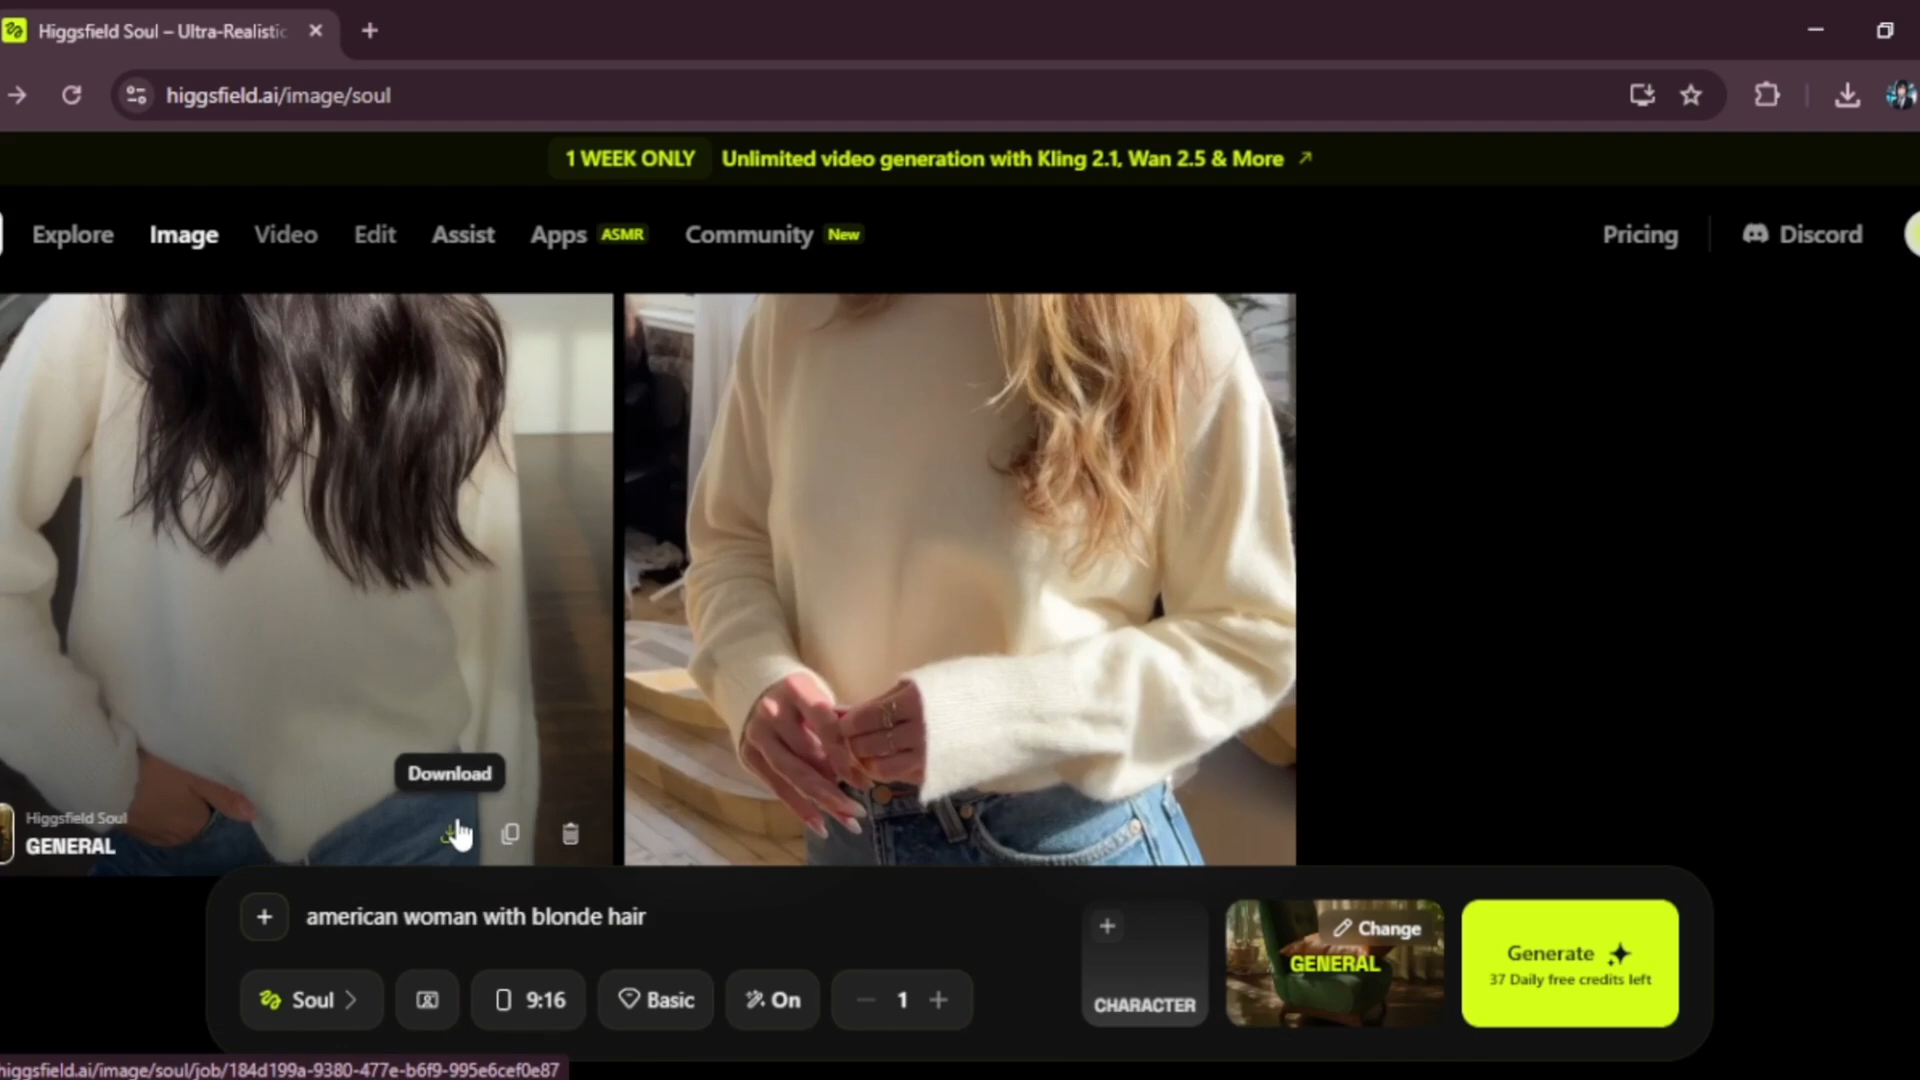 Higgsfield Soul – Ultra-Realistic
higgsfield.ai/image/soul
1 WEEK ONLY Unlimited video generation with Kling 2.1, Wan 2.5 & More
Explore Image Video Edit Assist Apps ASMR Community New Pricing Discord
Download
Higgsfield Soul
GENERAL
american woman with blonde hair
Soul 9:16 Basic On 1
CHARACTER
Change
GENERAL
Generate
37 Daily free credits left
higgsfield.ai/image/soul/job/184d199a-9380-477e-b6f9-995e6cef0e87